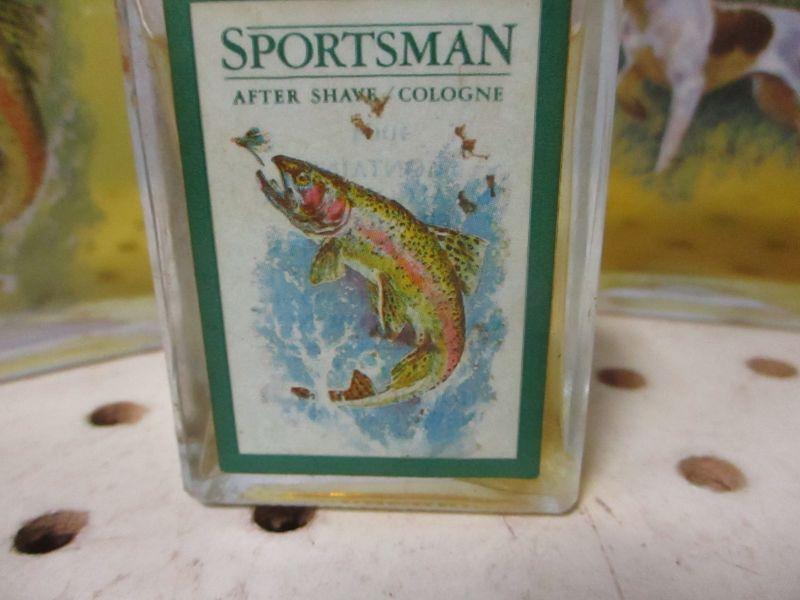 SPORTSMAN
AFTER SHAVE / COLOGNE